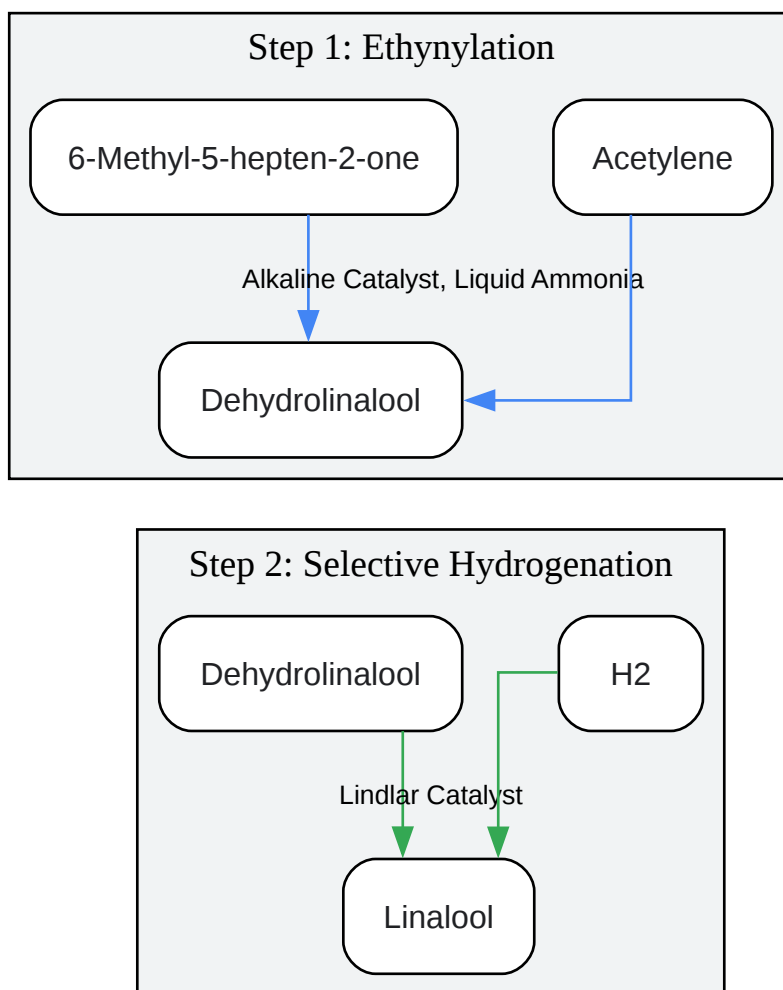 Step 1: Ethynylation
6-Methyl-5-hepten-2-one
Acetylene
Alkaline Catalyst, Liquid Ammonia
Dehydrolinalool
Step 2: Selective Hydrogenation
Dehydrolinalool
H2
Lindlar Catalyst
Linalool